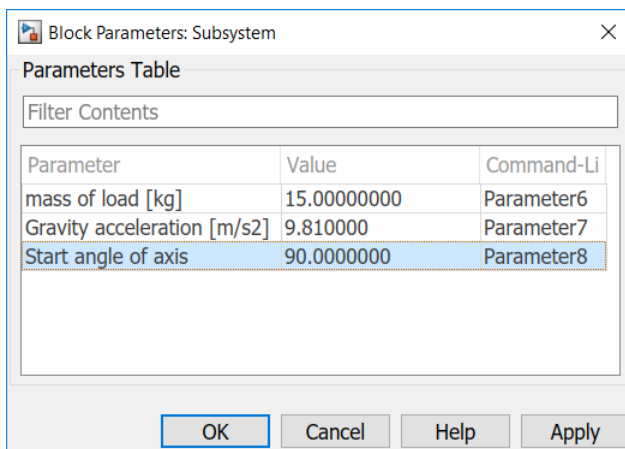 Block Parameters: Subsystem
Parameters Table
Filter Contents
Parameter Value Command-Li
mass of load [kg] 15.00000000 Parameter6
Gravity acceleration [m/s2] 9.810000 Parameter7
Start angle of axis 90.0000000 Parameter8
OK Cancel Help Apply